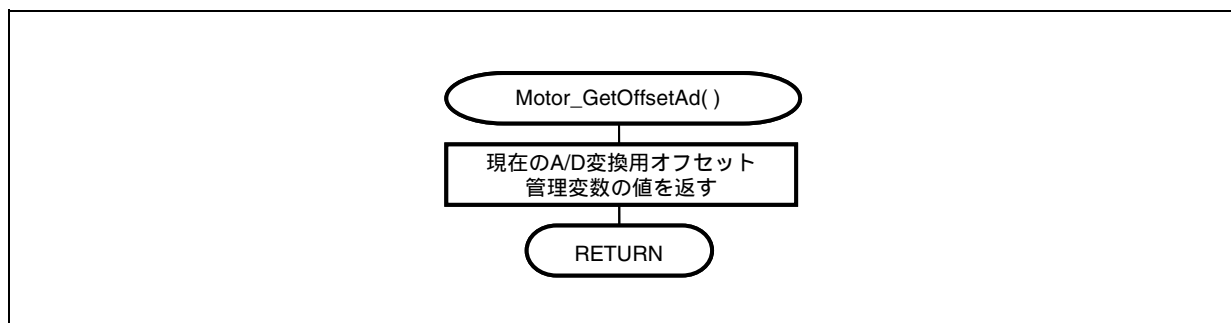 Motor_GetOffsetAd( )
現在のA/D変換用オフセット
管理変数の値を返す
RETURN